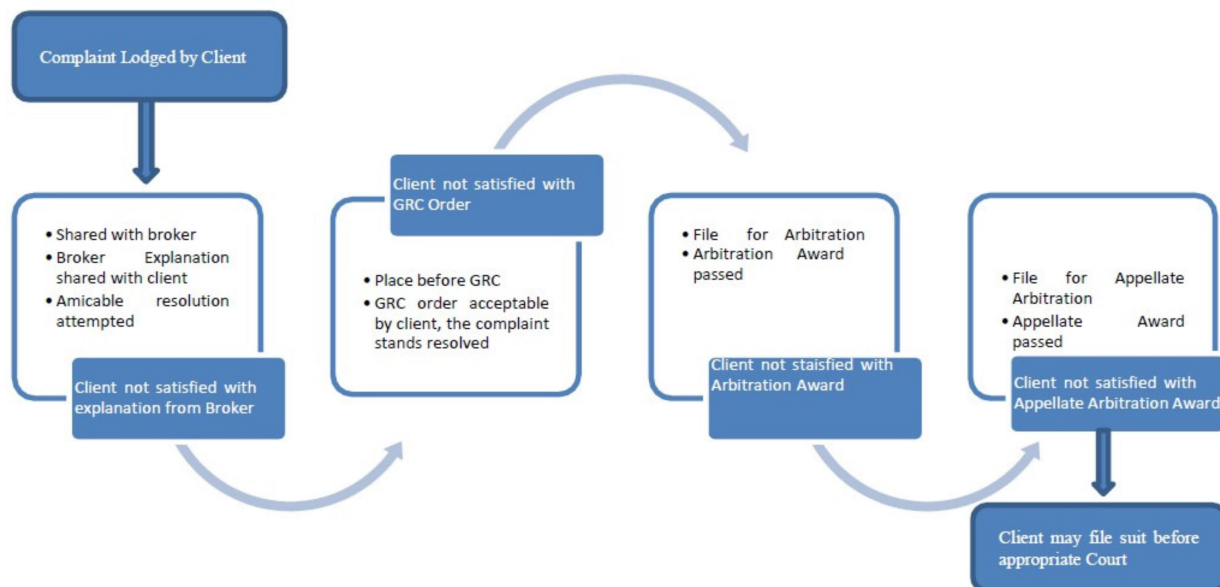 Complaint Lodged by Client
• Shared with broker
• Broker Explanation
shared with client
• Amicable resolution
attempted
Client not satisfied with
explanation from Broker
Client not satisfied with
GRC Order
• Place before GRC
• GRC order acceptable
by client, the complaint
stands resolved
• File for Arbitration
• Arbitration Award
passed
Client not staisfied with
Arbitration Award
• File for Appellate
Arbitration
• Appellate Award
passed
Client not satisfied with
Appellate Arbitration Award
Client may file suit before
appropriate Court